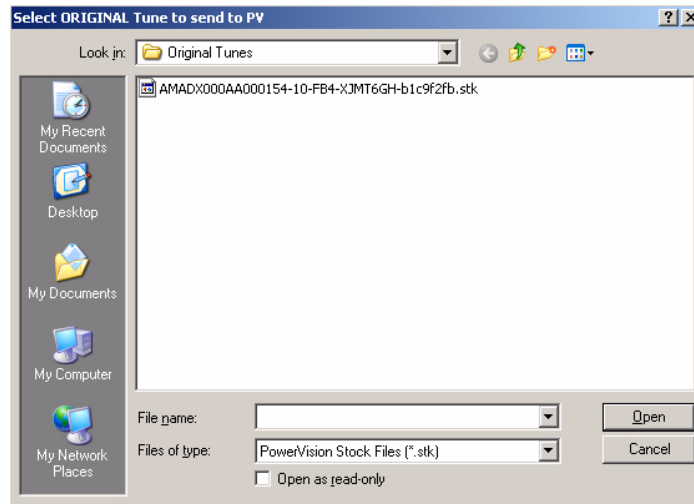 Select ORIGINAL Tune to send to PV
Look in:
Original Tunes
AMADX000AA000154-10-FB4-XJMT6GH-b1c9f2fb.stk
My Recent
Documents
Desktop
My Documents
My Computer
My Network
Places
File name:
Open
Files of type:
PowerVision Stock Files (*.stk)
Cancel
Open as read-only